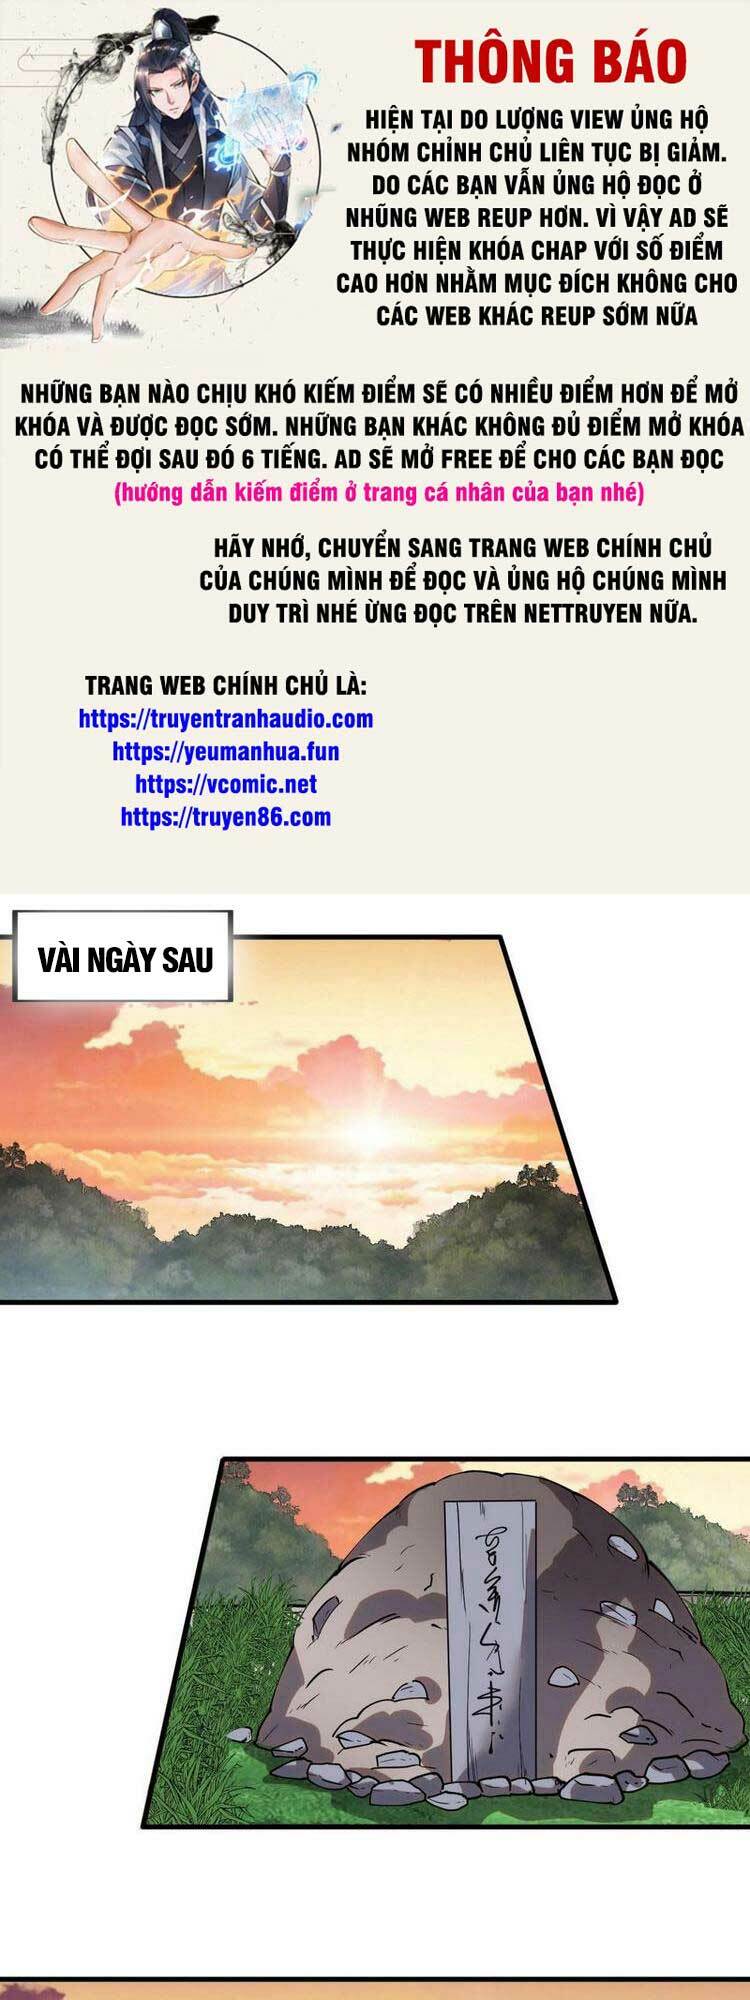 THÔNG BÁO
HIỆN TẠI DO LƯỢNG VIEW ỦNG HỘ
NHÓM CHỈNH CHỦ LIÊN TỤC BỊ GIẢM.
DO CÁC BẠN VẪN ỦNG HỘ ĐỌC Ở
NHŨNG WEB REUP HƠN. VÌ VẬY AD SẼ
THỰC HIỆN KHÓA CHAP VỚI SỐ ĐIỂM
CAO HƠN NHẰM MỤC ĐÍCH KHÔNG CHO
CÁC WEB KHÁC REUP SỚM NỮA
NHỮNG BẠN NÀO CHỊU KHÓ KIẾM ĐIỂM SẼ CÓ NHIỀU ĐIỂM HƠN ĐỂ MỞ
KHÓA VÀ ĐƯỢC ĐỌC SỚM. NHỮNG BẠN KHÁC KHÔNG ĐỦ ĐIỂM MỞ KHÓA
CÓ THỂ ĐỢI SAU ĐÓ 6 TIẾNG. AD SẼ MỞ FREE ĐỂ CHO CÁC BẠN ĐỌC
(hướng dẫn kiếm điểm ở trang cá nhân của bạn nhé)
HÃY NHỚ, CHUYỂN SANG TRANG WEB CHÍNH CHỦ
CỦA CHÚNG MÌNH ĐỂ ĐỌC VÀ ỦNG HỘ CHÚNG MÌNH
DUY TRÌ NHÉ ỪNG ĐỌC TRÊN NETTRUYEN NỮA.
TRANG WEB CHÍNH CHỦ LÀ:
https://truyentranhaudio.com
https://yeumanhua.fun
https://vcomic.net
https://truyen86.com
VÀI NGÀY SAU